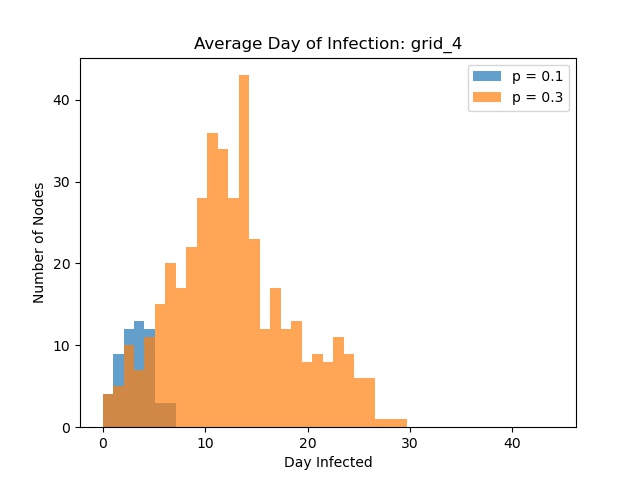 Average Day of Infection: grid_4
p = 0.1
p = 0.3
Number of Nodes
40
30
20
10
0
0 10 20 30 40
Day Infected